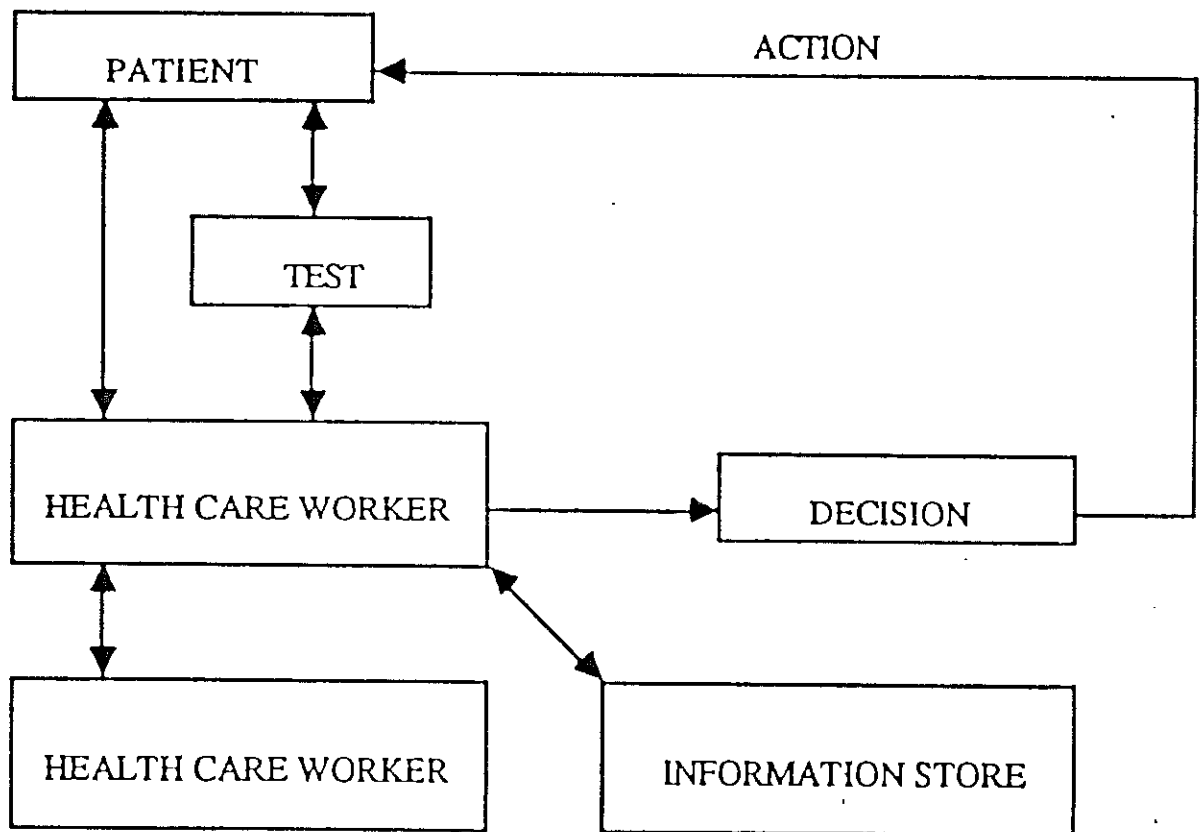 ACTION
PATIENT
TEST
HEALTH CARE WORKER
DECISION
HEALTH CARE WORKER
INFORMATION STORE